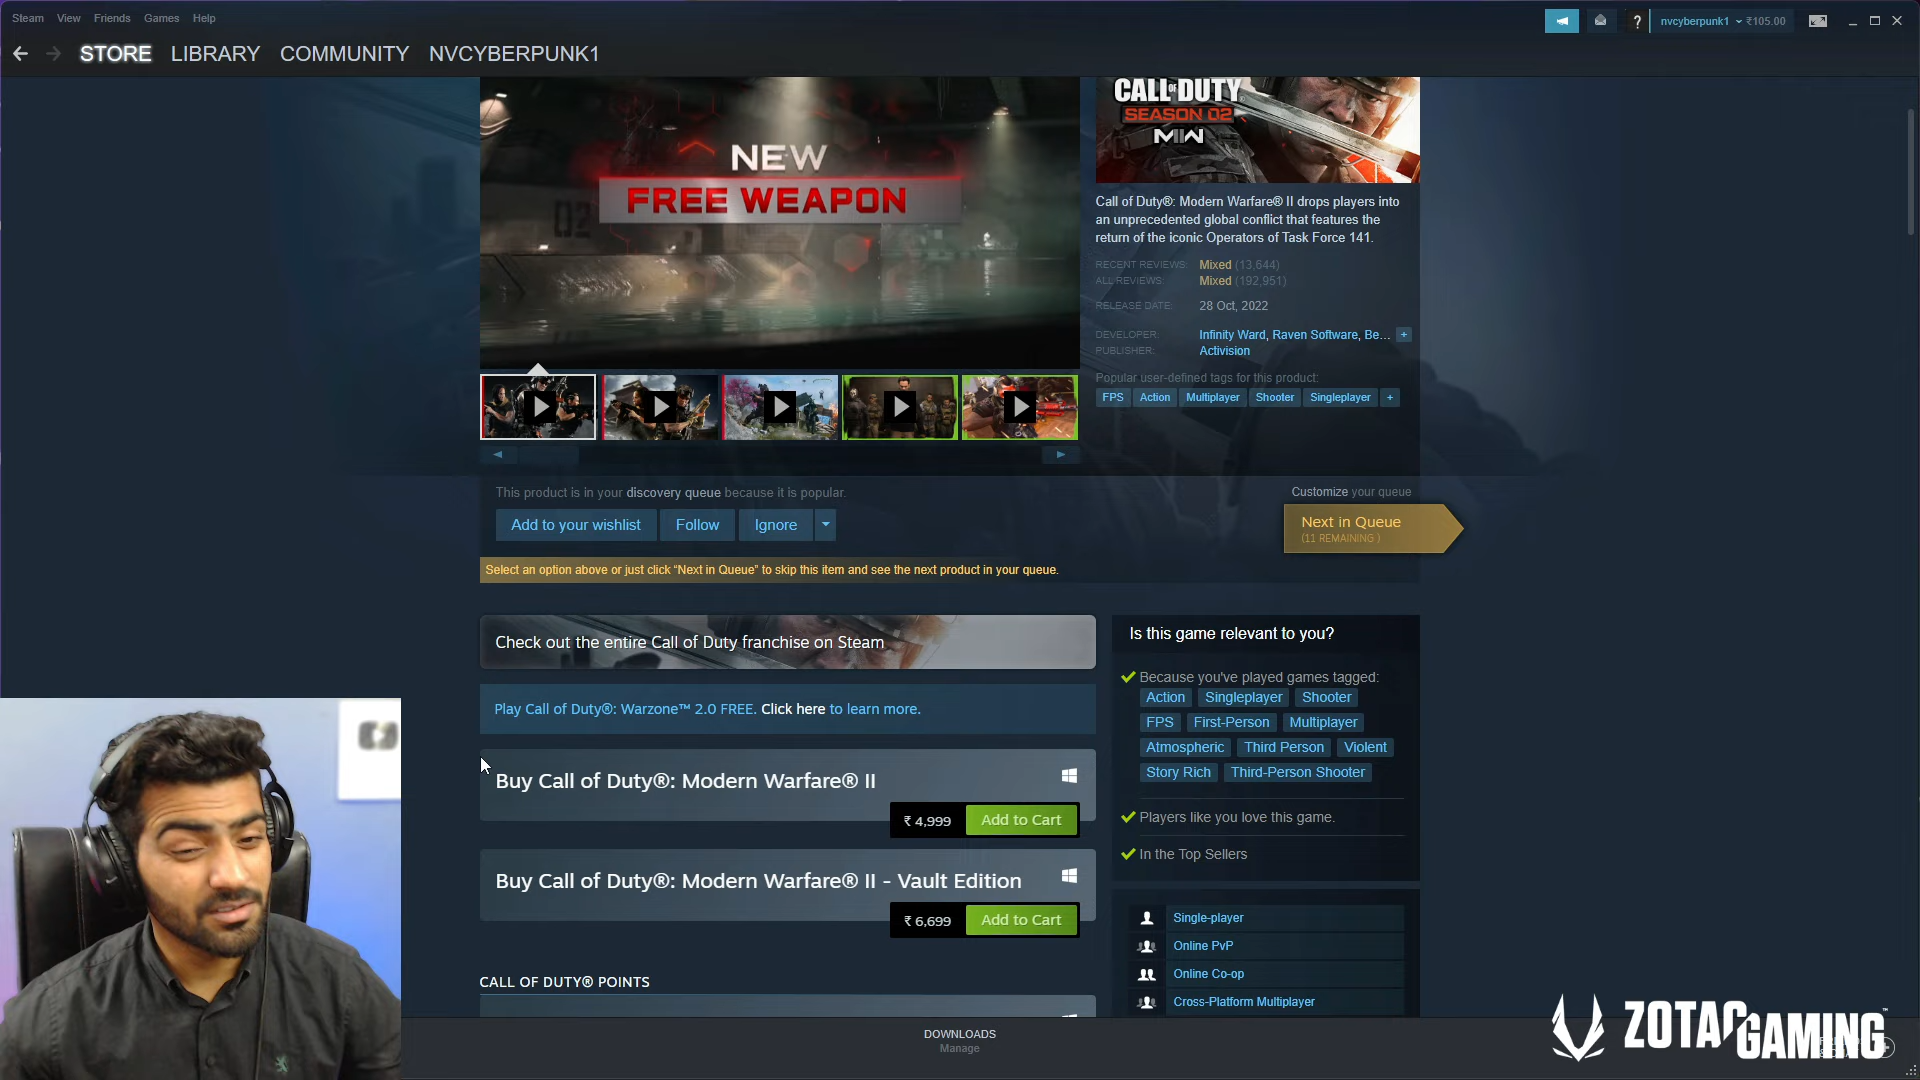 Steam View Friends Games Help
? nvcyberpunk1 ₹105.00
STORE LIBRARY COMMUNITY NVCYBERPUNK1
NEW
FREE WEAPON
02
CALL OF DUTY
SEASON 02
MW
Call of Duty®: Modern Warfare® II drops players into
an unprecedented global conflict that features the
return of the iconic Operators of Task Force 141.
RECENT REVIEWS: Mixed (13,644)
ALL REVIEWS: Mixed (192,951)
RELEASE DATE: 28 Oct, 2022
DEVELOPER: Infinity Ward, Raven Software, Be... +
PUBLISHER: Activision
Popular user-defined tags for this product:
FPS Action Multiplayer Shooter Singleplayer +
This product is in your discovery queue because it is popular.
Customize your queue
Add to your wishlist Follow Ignore
Next in Queue
(11 REMAINING )
Select an option above or just click “Next in Queue” to skip this item and see the next product in your queue.
Check out the entire Call of Duty franchise on Steam
Play Call of Duty®: Warzone™ 2.0 FREE. Click here to learn more.
Buy Call of Duty®: Modern Warfare® II
₹ 4,999 Add to Cart
Buy Call of Duty®: Modern Warfare® II - Vault Edition
₹ 6,699 Add to Cart
CALL OF DUTY® POINTS
Is this game relevant to you?
Because you've played games tagged:
Action Singleplayer Shooter
FPS First-Person Multiplayer
Atmospheric Third Person Violent
Story Rich Third-Person Shooter
Players like you love this game.
In the Top Sellers
Single-player
Online PvP
Online Co-op
Cross-Platform Multiplayer
DOWNLOADS
Manage
ZOTAC GAMING™